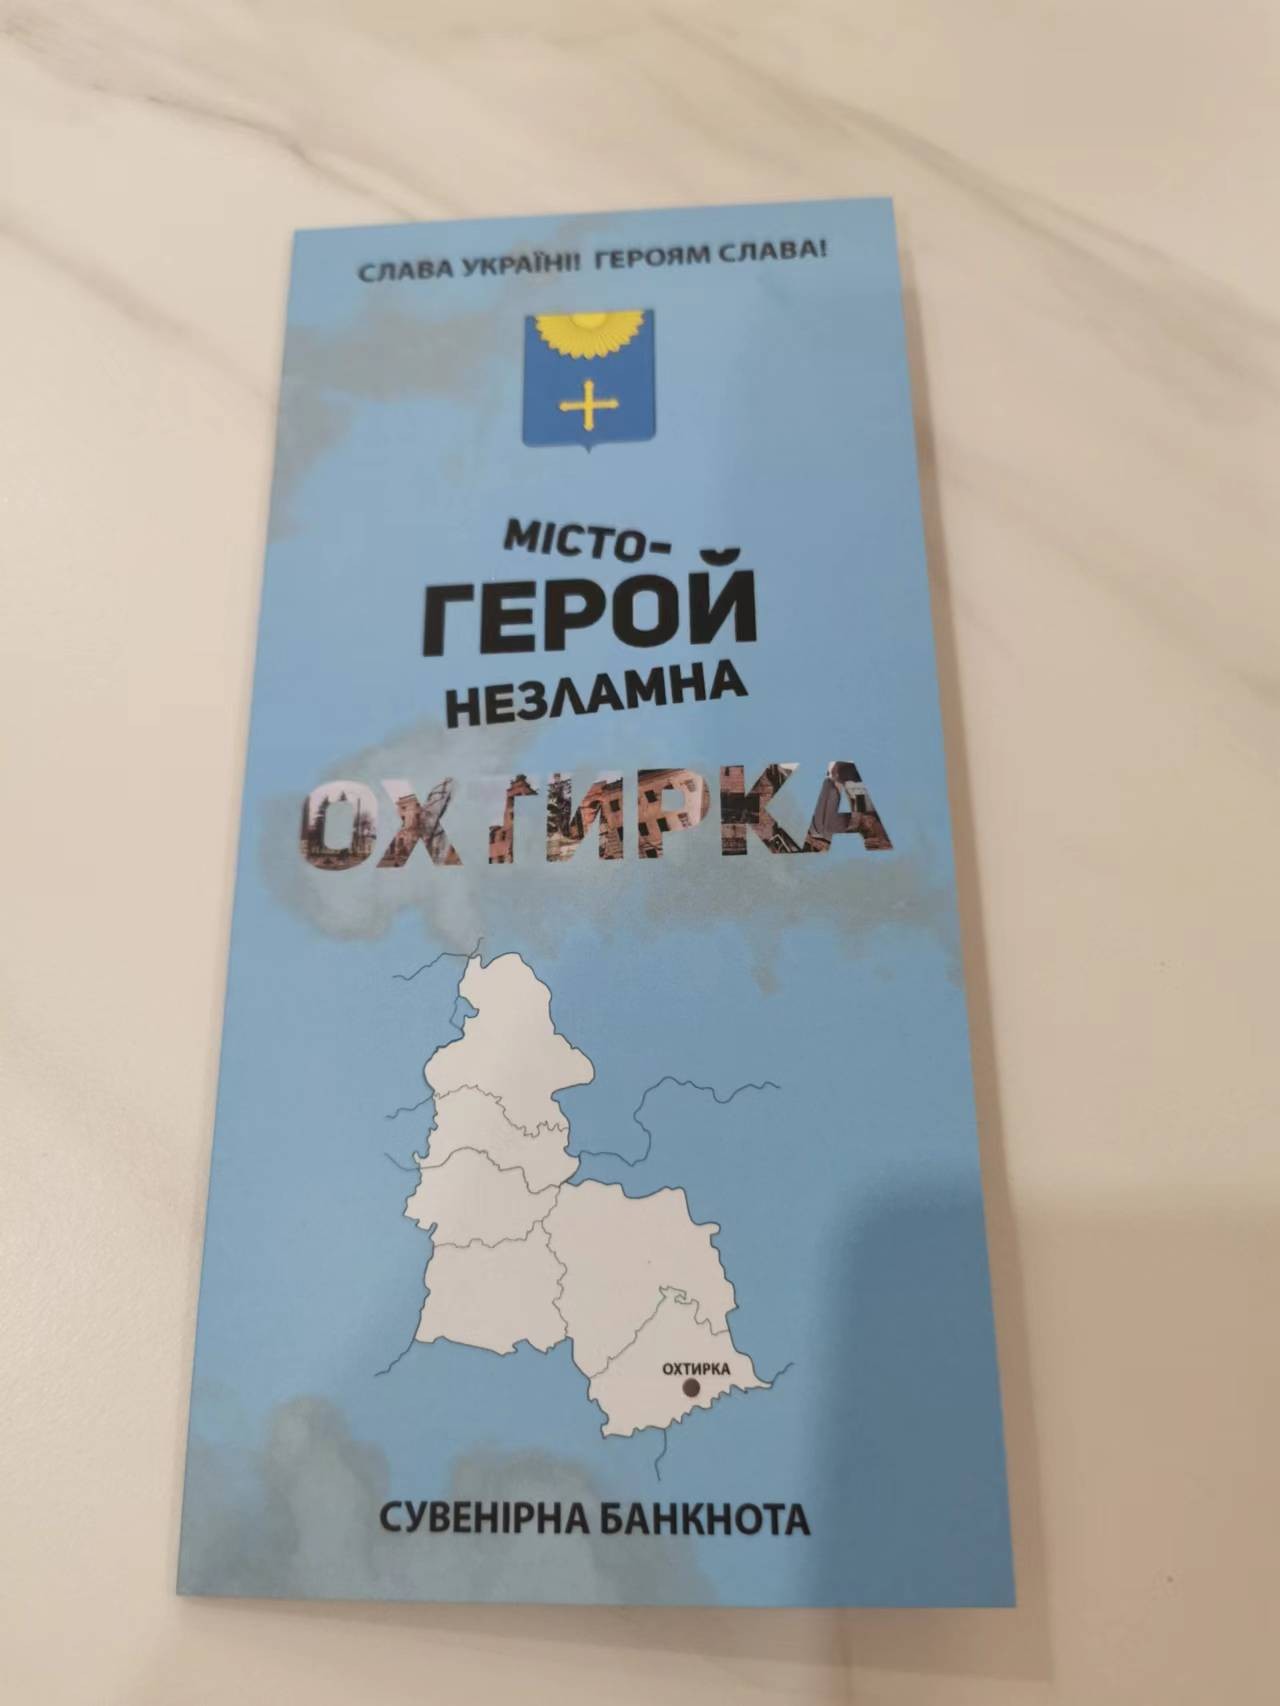 СЛАВА УКРАЇНІ! ГЕРОЯМ СЛАВА!
МІСТО-
ГЕРОЙ
НЕЗЛАМНА
ОХТИРКА
ОХТИРКА
СУВЕНІРНА БАНКНОТА